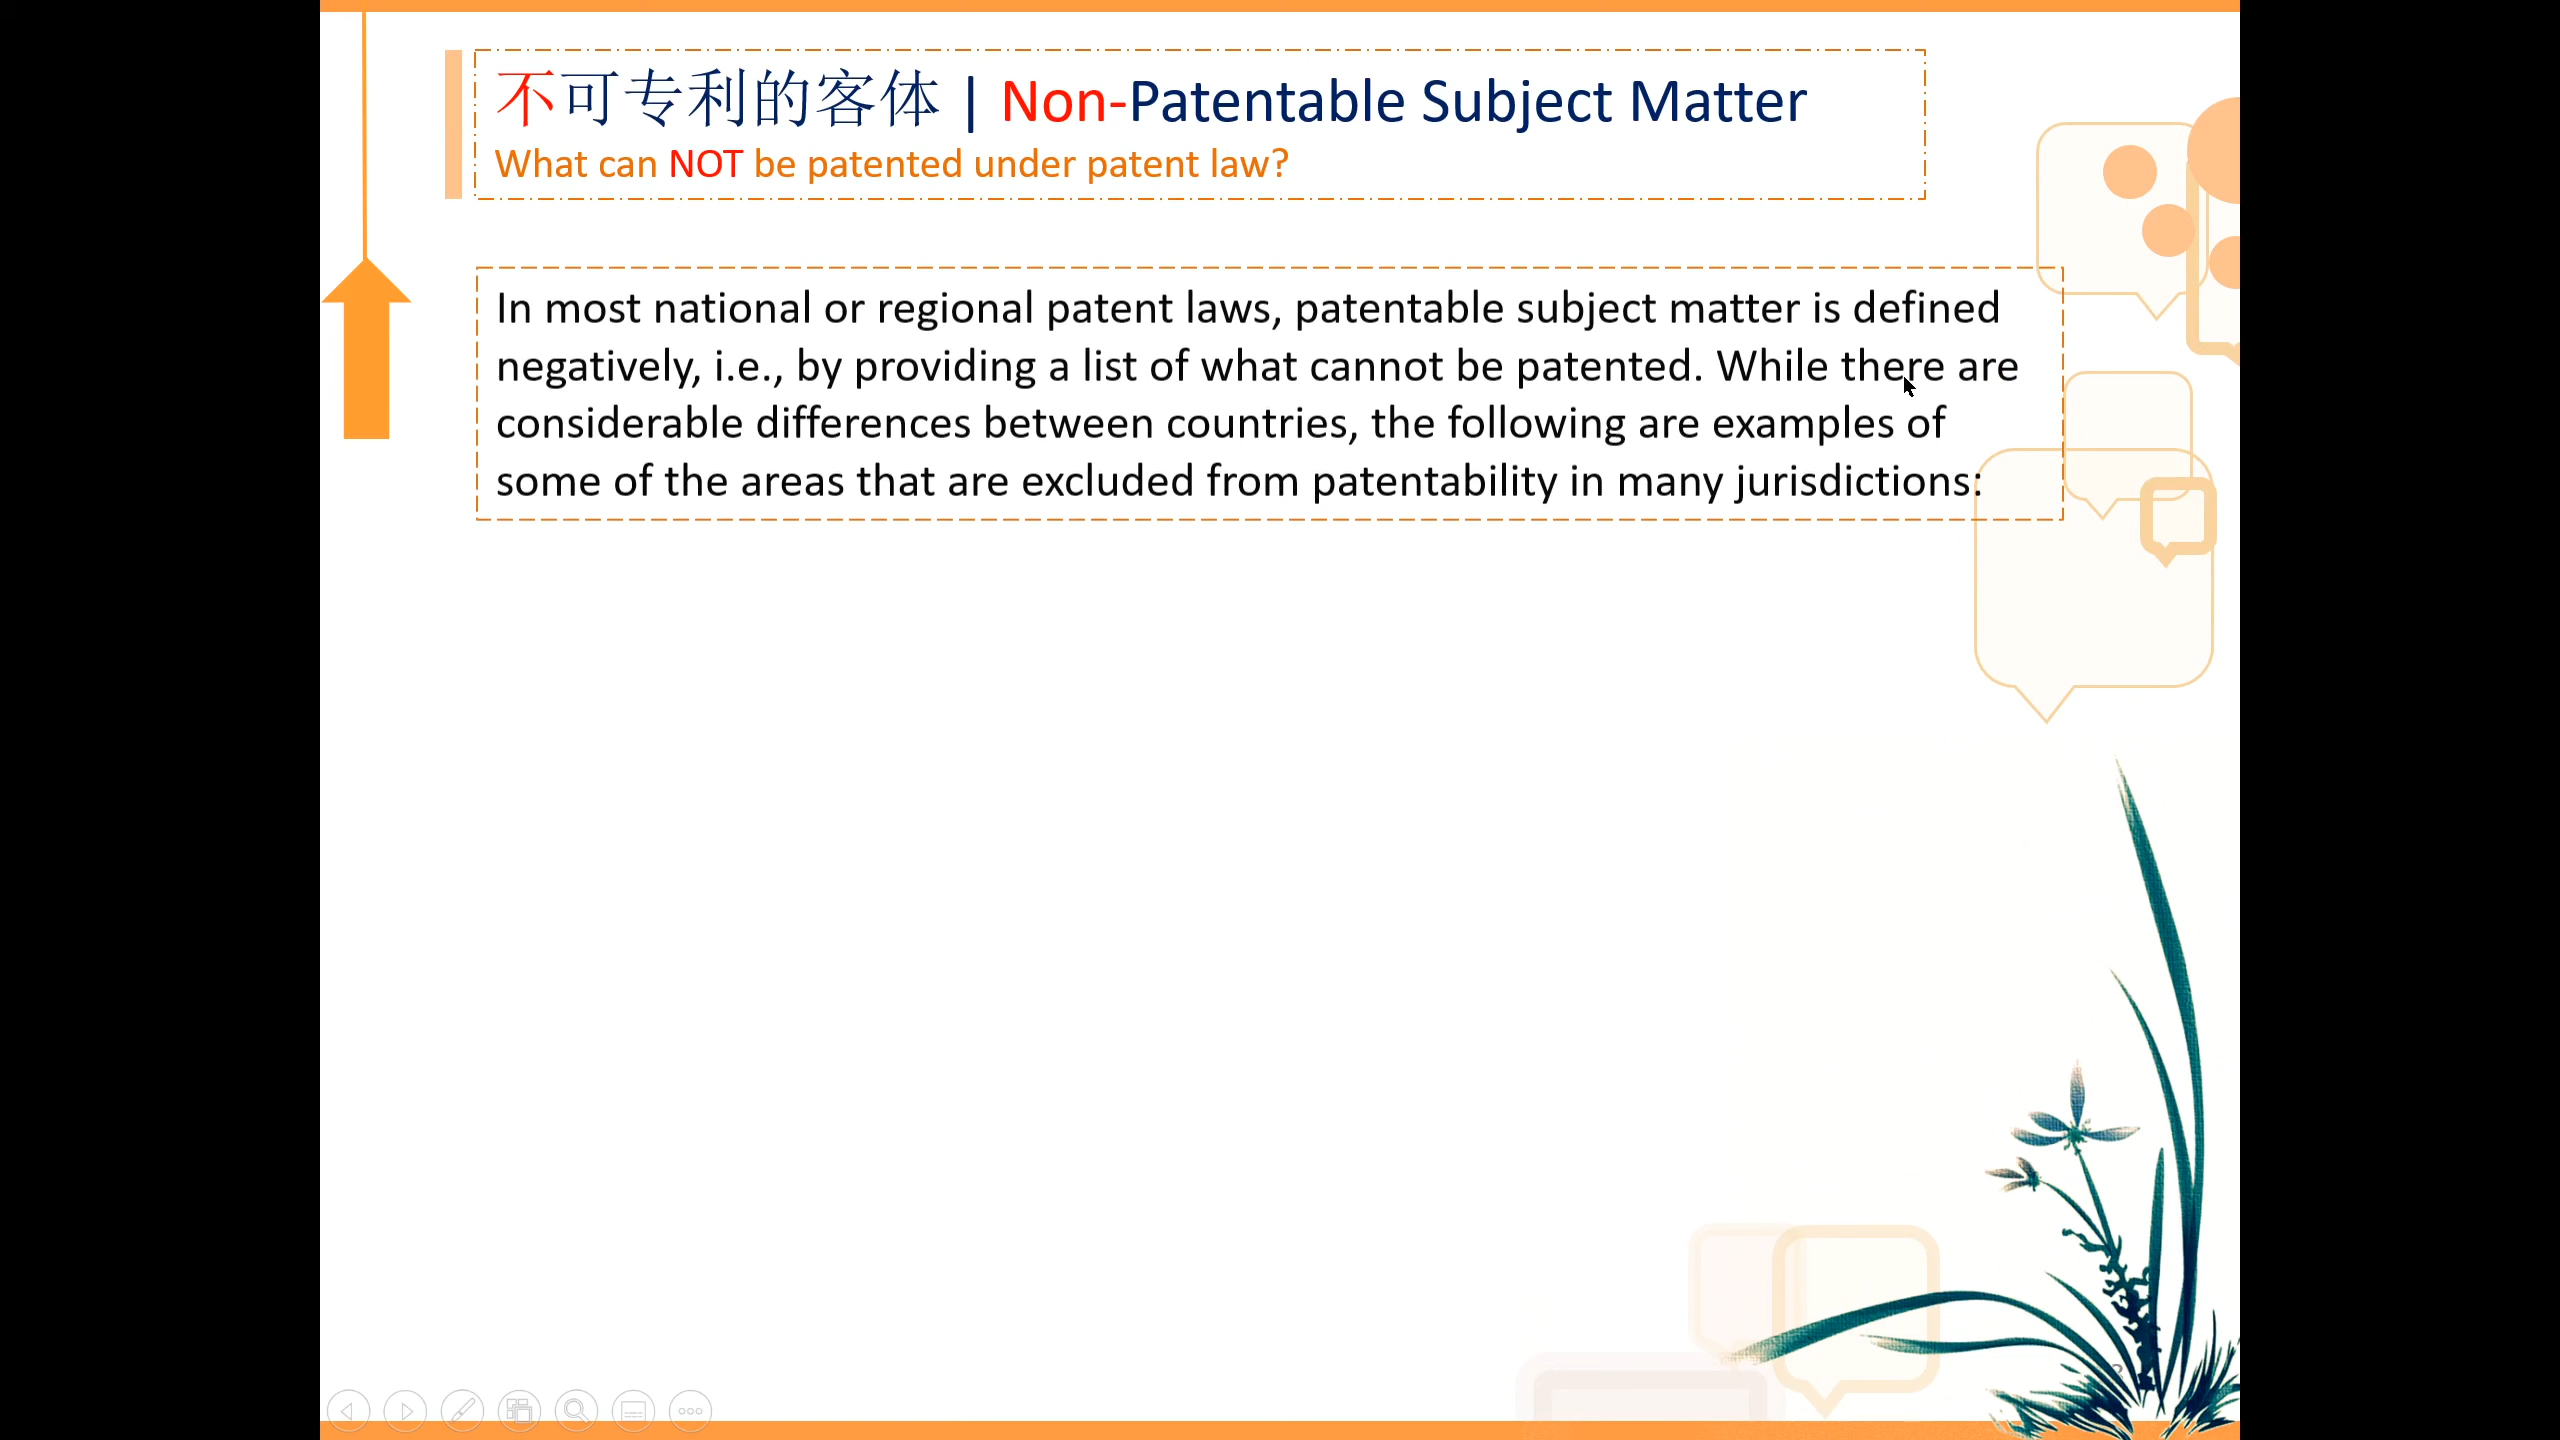 不可专利的客体 | Non-Patentable Subject Matter
What can NOT be patented under patent law?
In most national or regional patent laws, patentable subject matter is defined
negatively, i.e., by providing a list of what cannot be patented. While there are
considerable differences between countries, the following are examples of
some of the areas that are excluded from patentability in many jurisdictions: